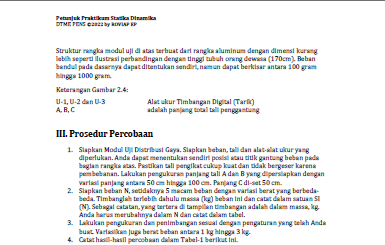 Petunjuk Praktikum Statika Dinamika
DTME PENS ©2022 by ROVIAP EP
Struktur rangka modul uji di atas terbuat dari rangka aluminum dengan dimensi kurang
lebih seperti ilustrasi perbandingan dengan tinggi tubuh orang dewasa (170cm). Beban
bandul pada dasarnya dapat ditentukan sendiri, namun dapat berkisar antara 100 gram
hingga 1000 gram.
Keterangan Gambar 2.4:
U-1, U-2 dan U-3 Alat ukur Timbangan Digital (Tarik)
A, B, C adalah panjang total tali penggantung
III. Prosedur Percobaan
1. Siapkan Modul Uji Distribusi Gaya. Siapkan beban, tali dan alat-alat ukur yang
diperlukan. Anda dapat menentukan sendiri posisi atau titik gantung beban pada
bagian rangka atas. Pastikan tali pengikat cukup kuat dan tidak bergeser karena
pembebanan. Lakukan pengukuran panjang tali A dan B yang dipersiapkan dengan
variasi panjang antara 50 cm hingga 100 cm. Panjang C di-set 50 cm.
2. Siapkan beban N, setidaknya 5 macam beban dengan variasi berat yang berbeda-
beda. Timbanglah terlebih dahulu massa (kg) beban ini dan catat dalam satuan SI
(N). Sebagai catatan, yang tertera di tampilan timbangan adalah dalam massa, kg.
Anda harus merubahnya dalam N dan catat dalam tabel.
3. Lakukan pengukuran dan penimbangan sesuai dengan pengaturan yang telah Anda
buat. Variasikan juga berat beban antara 1 kg hingga 3 kg.
4. Catat hasil-hasil percobaan dalam Tabel-1 berikut ini.